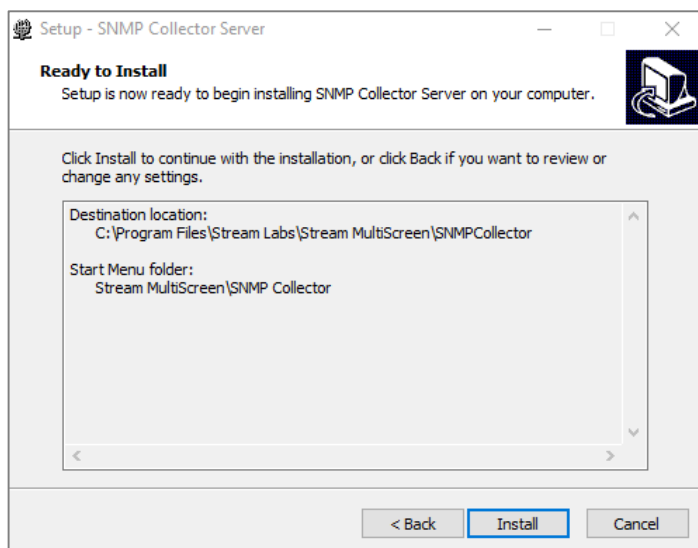 Setup - SNMP Collector Server
Ready to Install
Setup is now ready to begin installing SNMP Collector Server on your computer.
Click Install to continue with the installation, or click Back if you want to review or
change any settings.
Destination location:
C:\Program Files\Stream Labs\Stream MultiScreen\SNMPCollector
Start Menu folder:
Stream MultiScreen\SNMP Collector
< Back
Install
Cancel